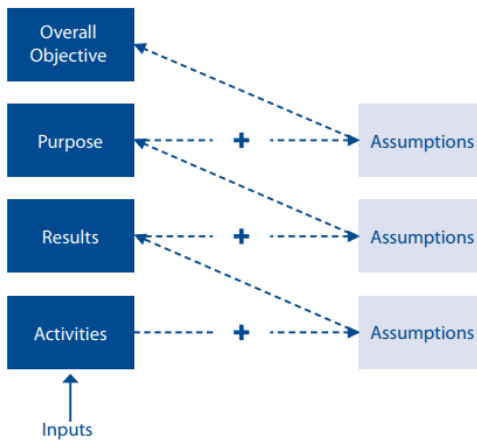 Overall
Objective
Purpose
+
Assumptions
Results
+
Assumptions
Activities
+
Assumptions
Inputs